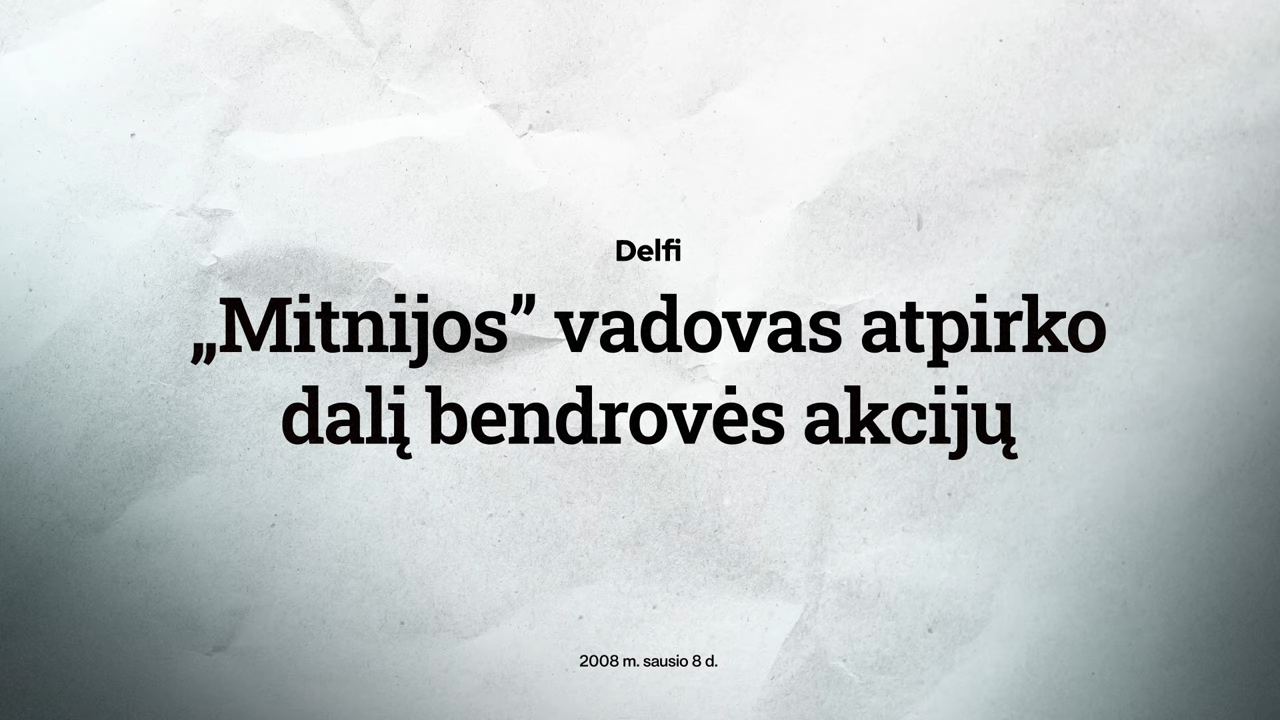 Delfi
„Mitnijos” vadovas atpirko
dalį bendrovės akcijų
2008 m. sausio 8 d.